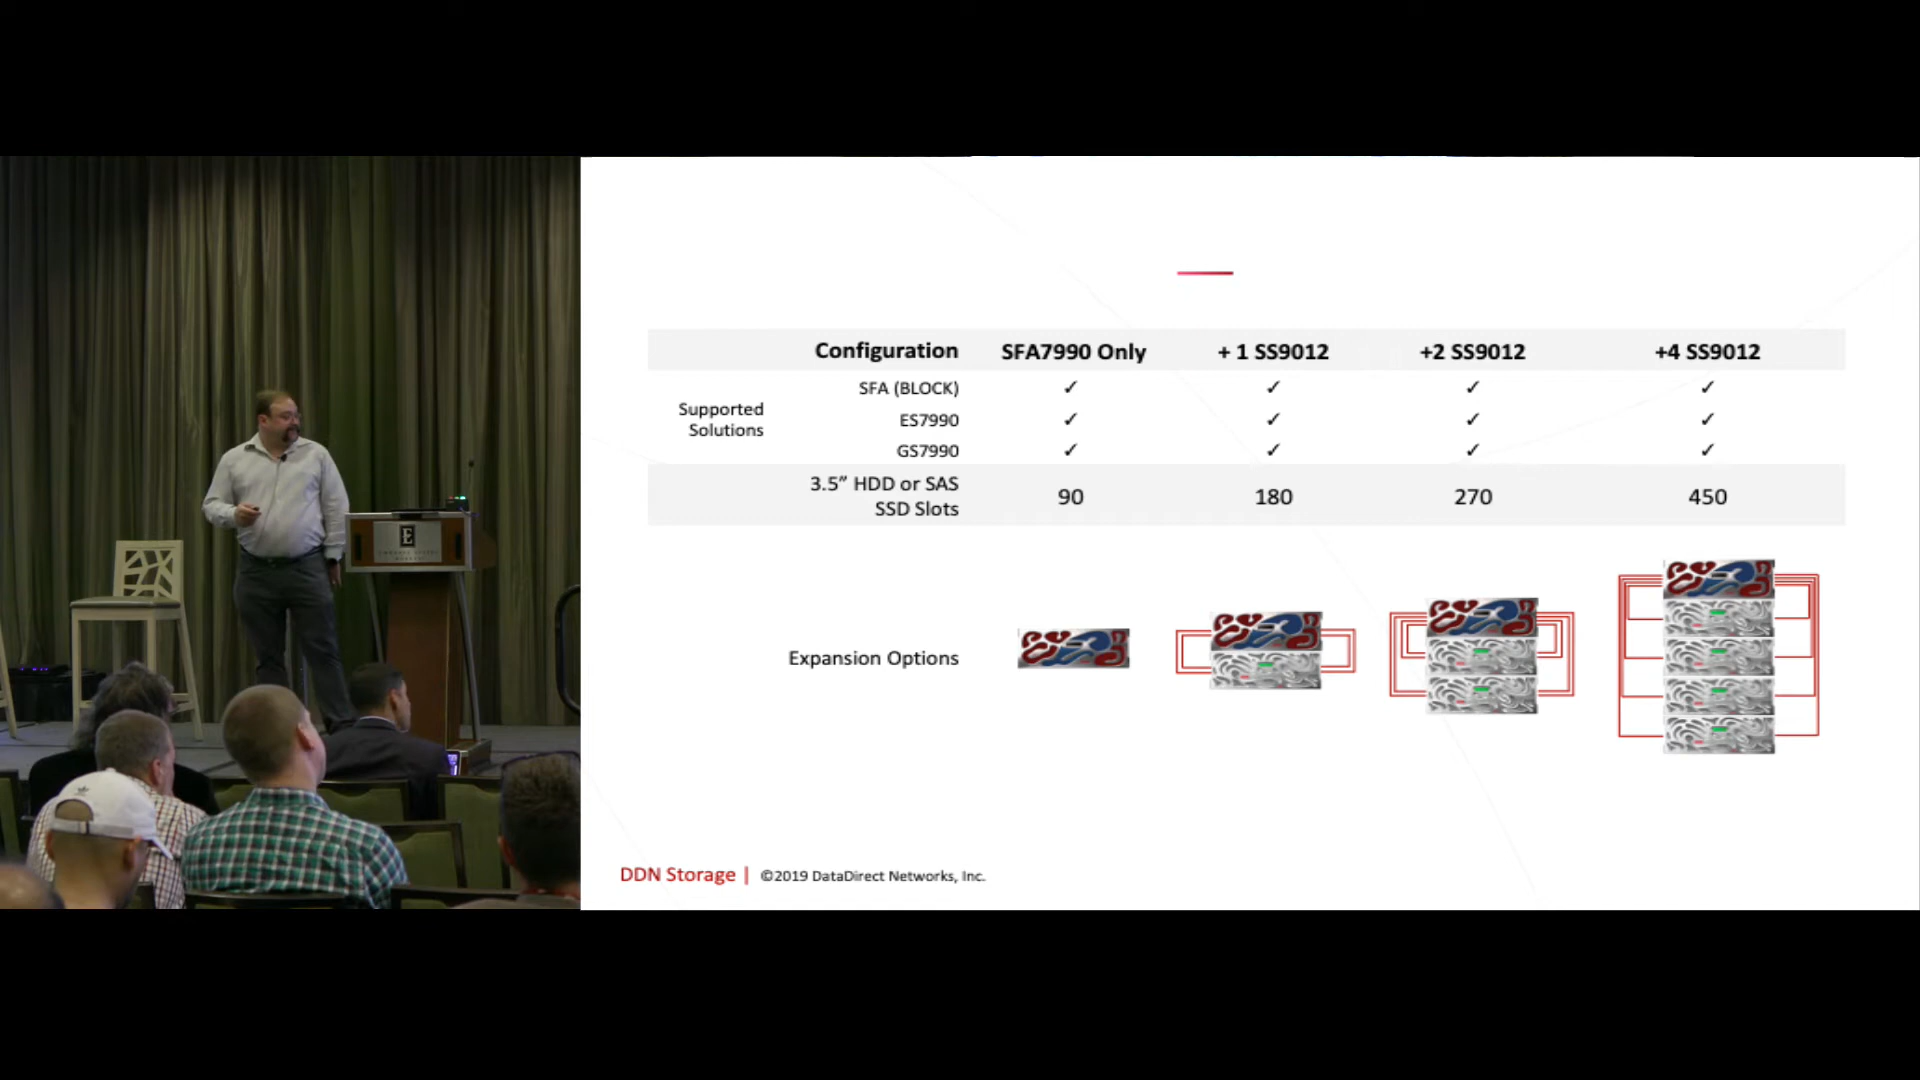 Configuration SFA7990 Only + 1 SS9012 +2 SS9012 +4 SS9012
Supported Solutions
SFA (BLOCK) ✓ ✓ ✓ ✓
ES7990 ✓ ✓ ✓ ✓
GS7990 ✓ ✓ ✓ ✓
3.5” HDD or SAS
SSD Slots 90 180 270 450
Expansion Options
DDN Storage | ©2019 DataDirect Networks, Inc.
E